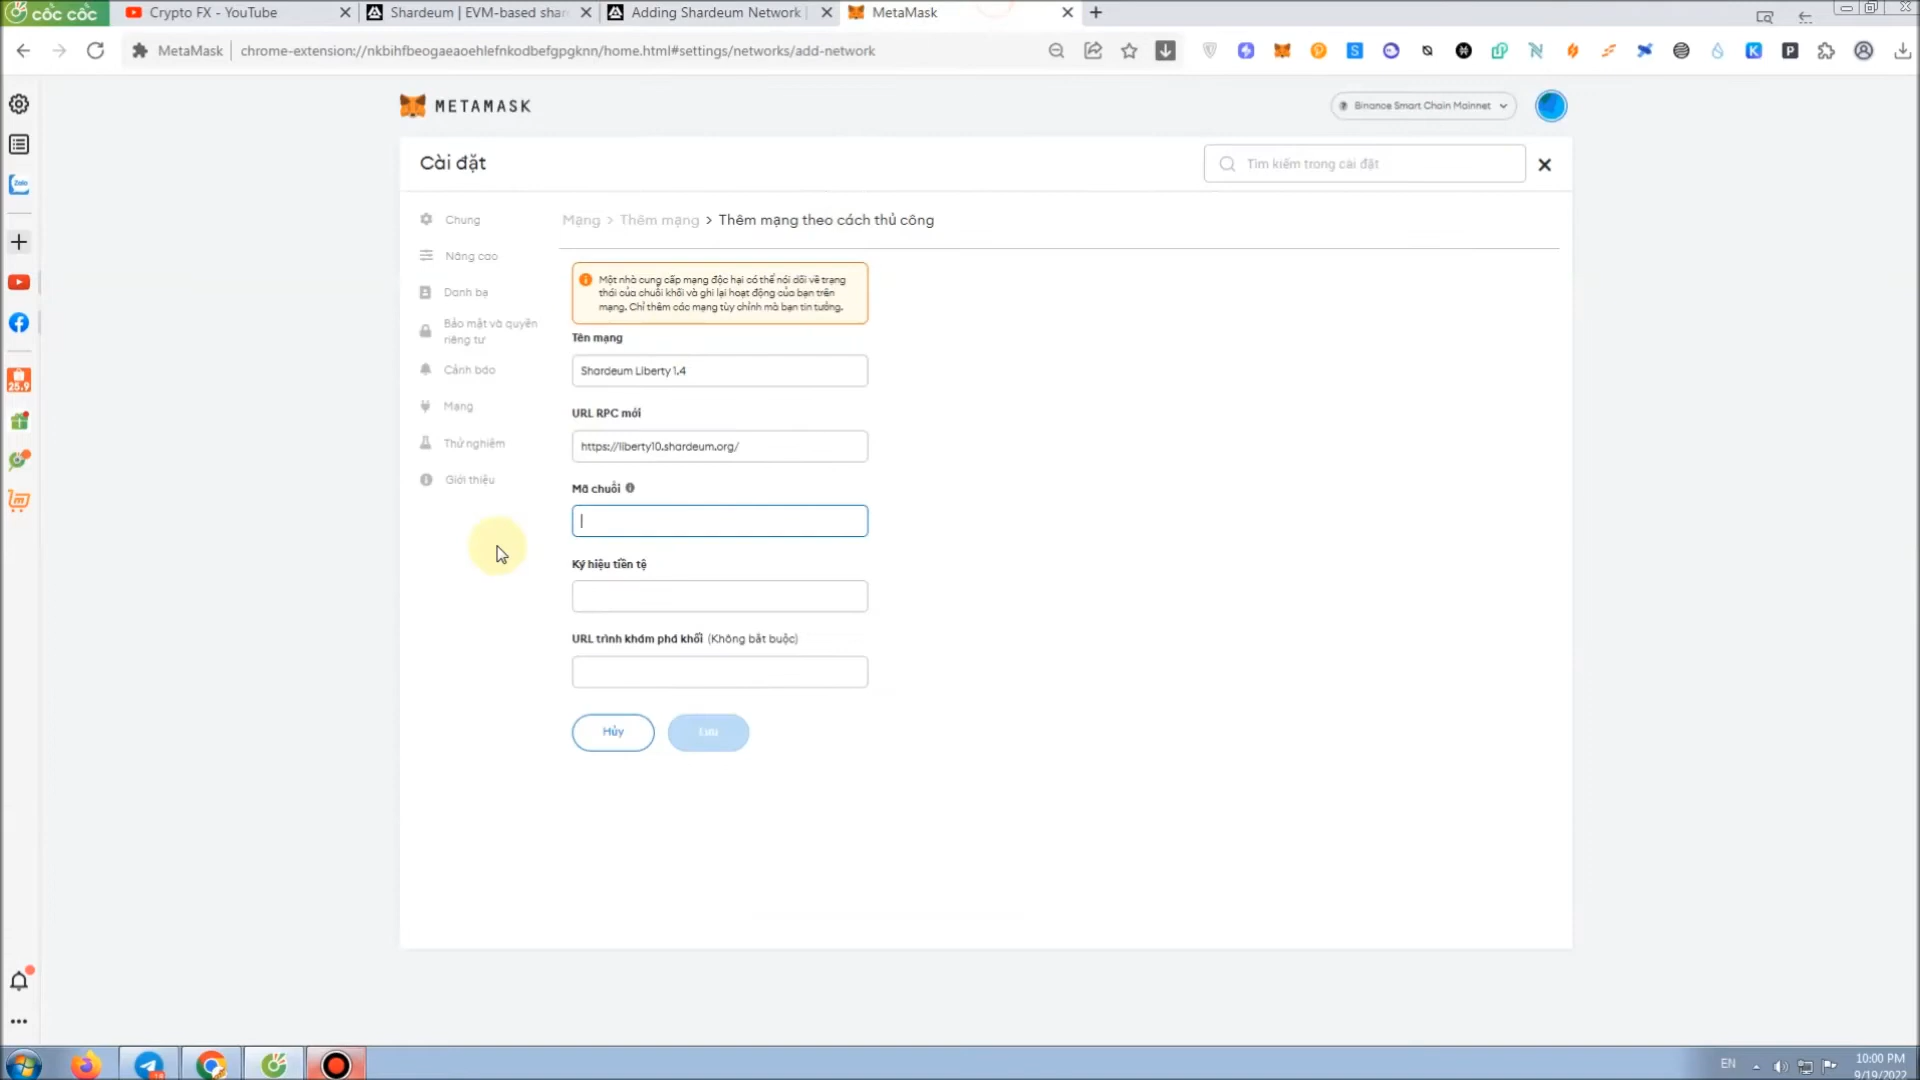 cốc cốc
Crypto FX - YouTube
Shardeum | EVM-based shar
Adding Shardeum Network |
MetaMask
MetaMask
chrome-extension://nkbihfbeogaeaoehlefnkodbefgpgknn/home.html#settings/networks/add-network
METAMASK
Binance Smart Chain Mainnet
Cài đặt
Tìm kiếm trong cài đặt
Chung
Nâng cao
Danh bạ
Bảo mật và quyền
riêng tư
Cảnh báo
Mạng
Thử nghiệm
Giới thiệu
Mạng > Thêm mạng > Thêm mạng theo cách thủ công
Một nhà cung cấp mạng độc hại có thể nói dối về trạng
thái của chuỗi khối và ghi lại hoạt động của bạn trên
mạng. Chỉ thêm các mạng tùy chỉnh mà bạn tin tưởng.
Tên mạng
Shardeum Liberty 1.4
URL RPC mới
https://liberty10.shardeum.org/
Mã chuỗi
Ký hiệu tiền tệ
URL trình khám phá khối (Không bắt buộc)
Hủy
Lưu
Zalo
25.9
EN
10:00 PM
9/19/2022